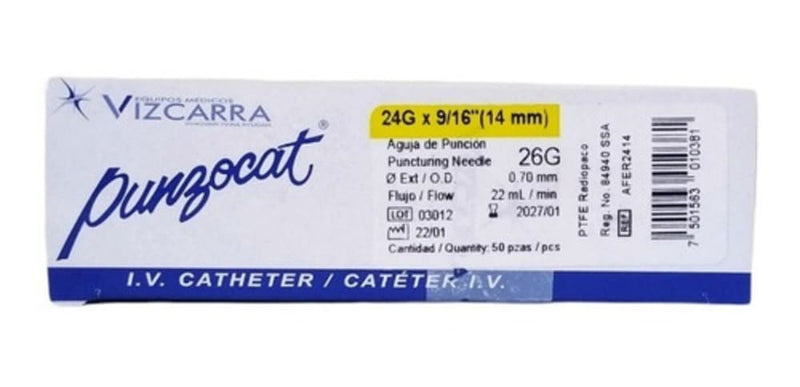 EQUIPOS MÉDICOS
VIZCARRA
Punzocat®
24G x 9/16"(14 mm)
Aguja de Punción
Puncturing Needle 26G
Ø Ext / O.D. 0.70 mm
Flujo / Flow 22 mL / min
LOT 03012 2027/01
22/01
Cantidad / Quantity: 50 pzas / pcs
PTFE Radiopaco
Reg. No. 84940 SSA
REF AFER2414
7 501563 010381
I.V. CATHETER / CATÉTER I.V.